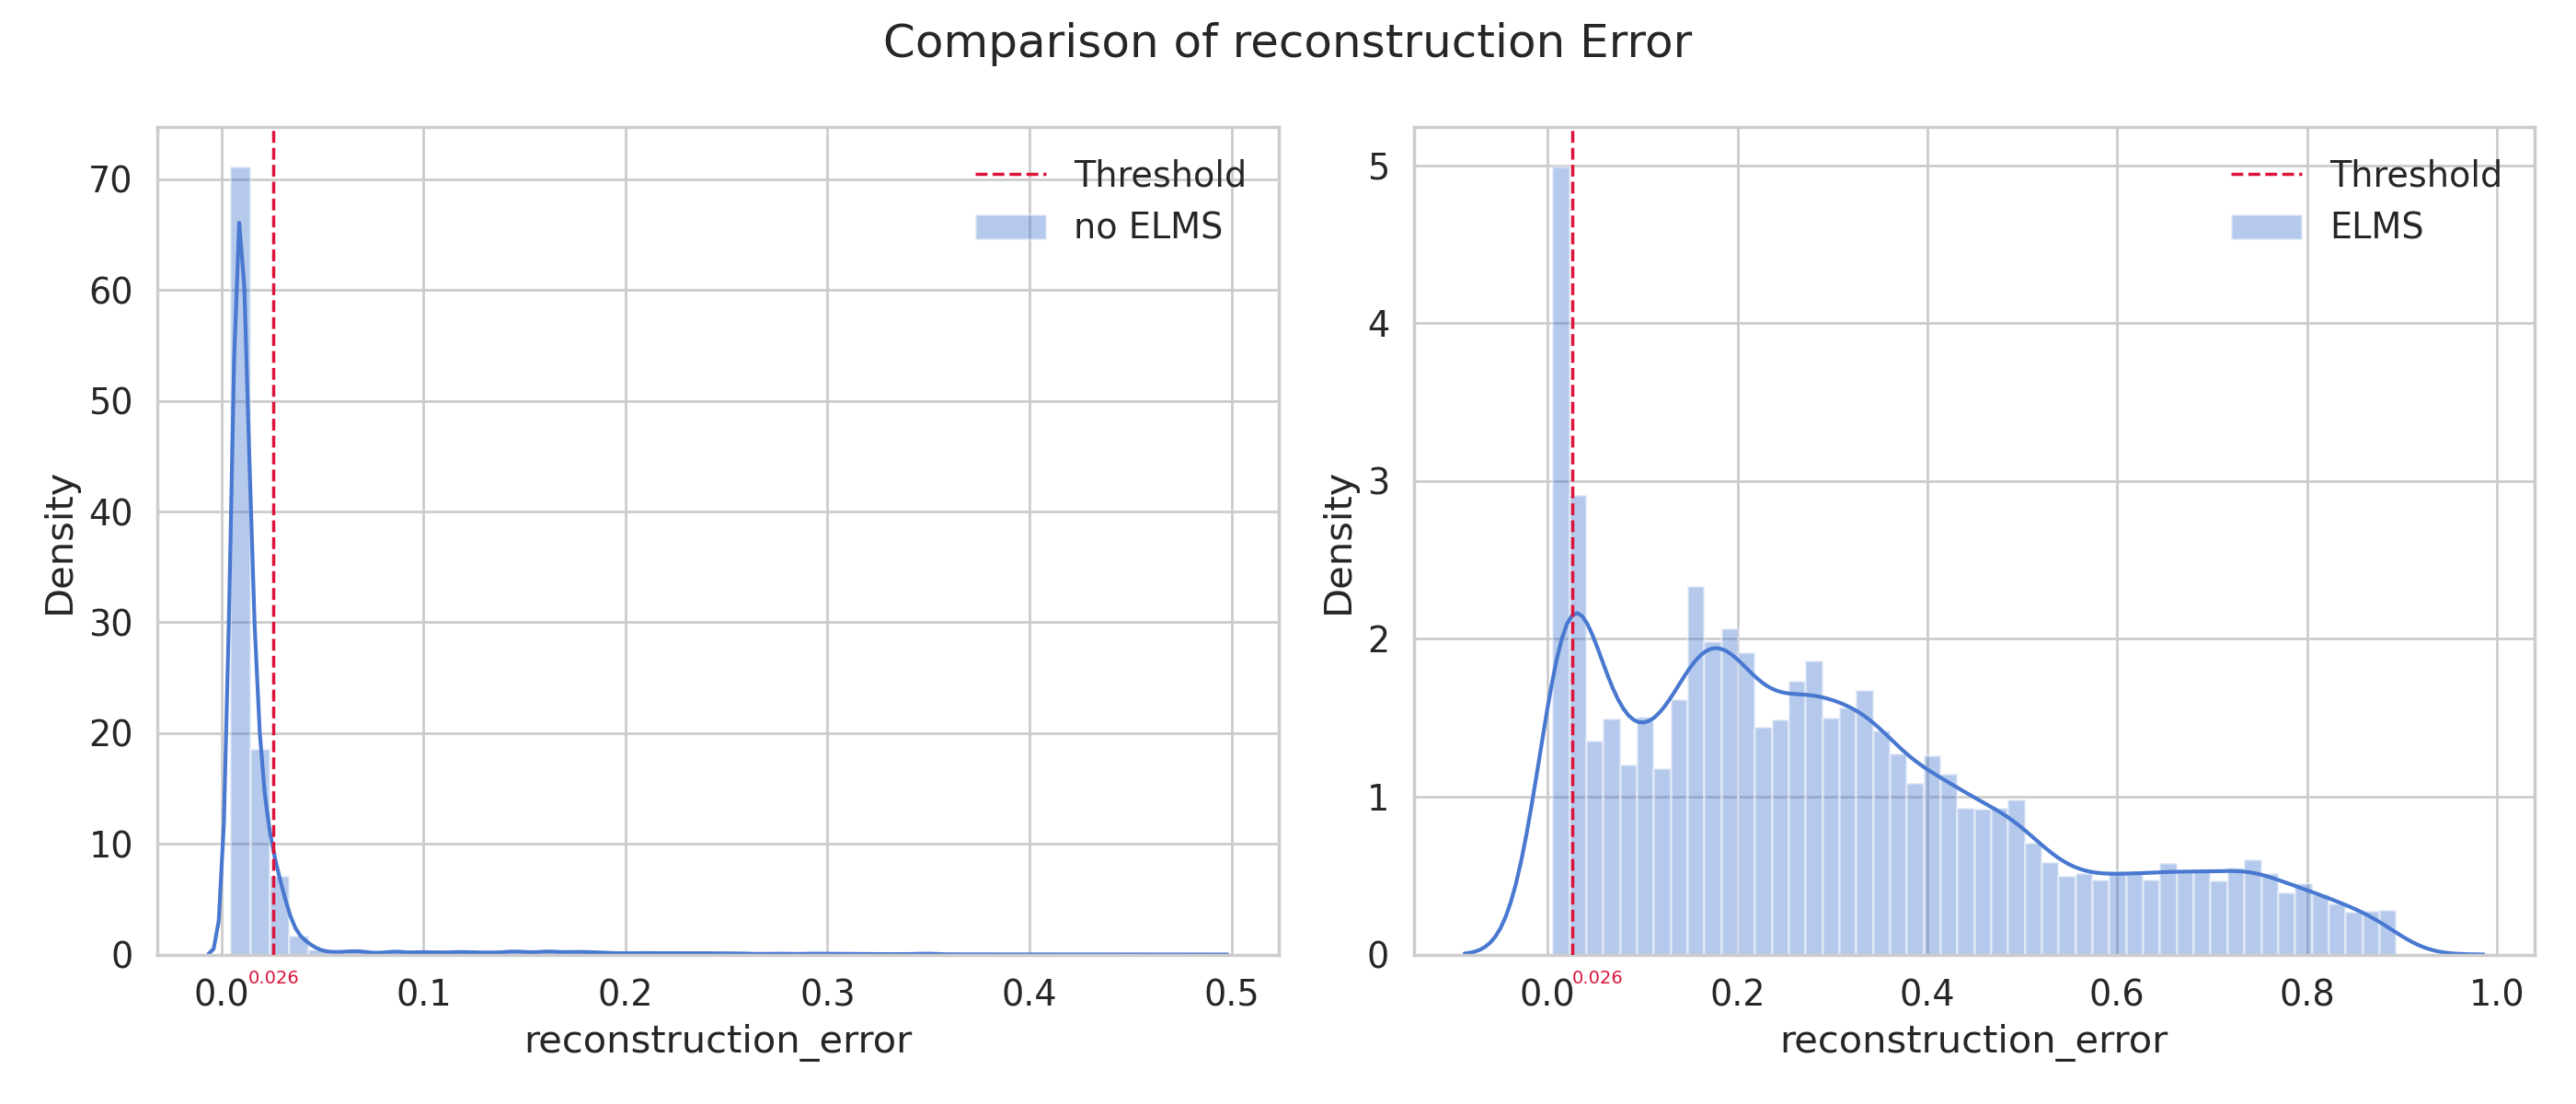 Comparison of reconstruction Error
Threshold
no ELMS
Density
70
60
50
40
30
20
10
0
0.026
0.0 0.1 0.2 0.3 0.4 0.5
reconstruction_error
Threshold
ELMS
Density
5
4
3
2
1
0
0.026
0.0 0.2 0.4 0.6 0.8 1.0
reconstruction_error